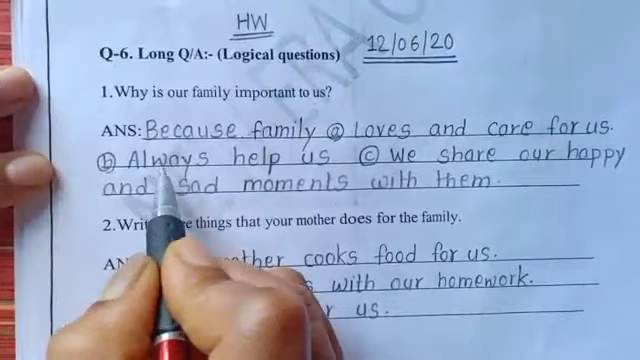 HW
12/06/20
Q-6. Long Q/A:- (Logical questions)
1.Why is our family important to us?
ANS: Because family ⓐ Loves and care for us.
ⓑ Always help us ⓒ We share our happy
and sad moments with them.
2. things that your mother does for the family.
cooks food for us.
with our homework.
us.